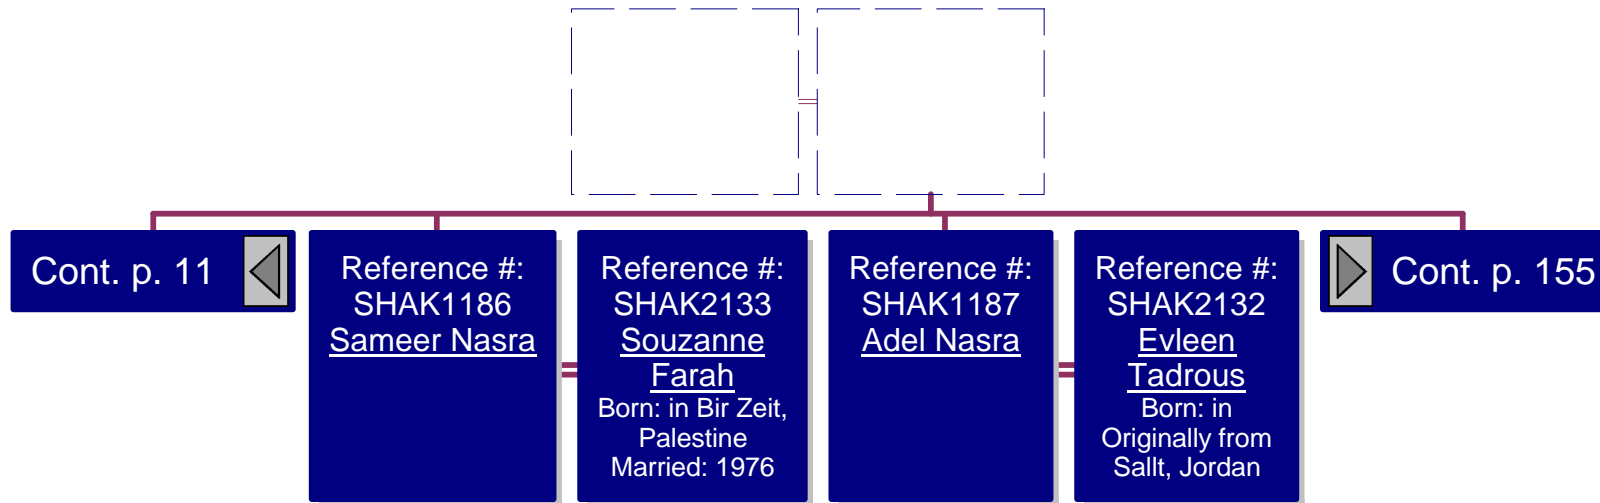 Cont. p. 11
Reference #:
SHAK1186
Sameer Nasra
Reference #:
SHAK2133
Souzanne
Farah
Born: in Bir Zeit,
Palestine
Married: 1976
Reference #:
SHAK1187
Adel Nasra
Reference #:
SHAK2132
Evleen
Tadrous
Born: in
Originally from
Sallt, Jordan
Cont. p. 155